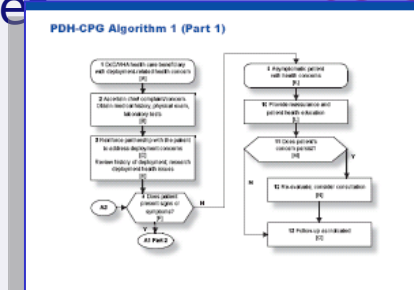 e
PDH-CPG Algorithm 1 (Part 1)
1 DoD/VHA health care beneficiary
with deployment-related health concern
[A]
2 Ascertain chief complaint/concern
Obtain medical history, physical exam,
laboratory tests
[B]
3 Reinforce partnership with the patient
to address deployment concerns
Review history of deployment, research
deployment health issues
4 Does patient
present signs or
symptoms?
N
Y
A2
A1 Part 2
Asymptomatic patient
with health concerns
10 Provide reassurance and
patient health education
11 Does patient's
concern persist?
Y
N
12 Re-evaluate; consider consultation
13 Follow up as indicated